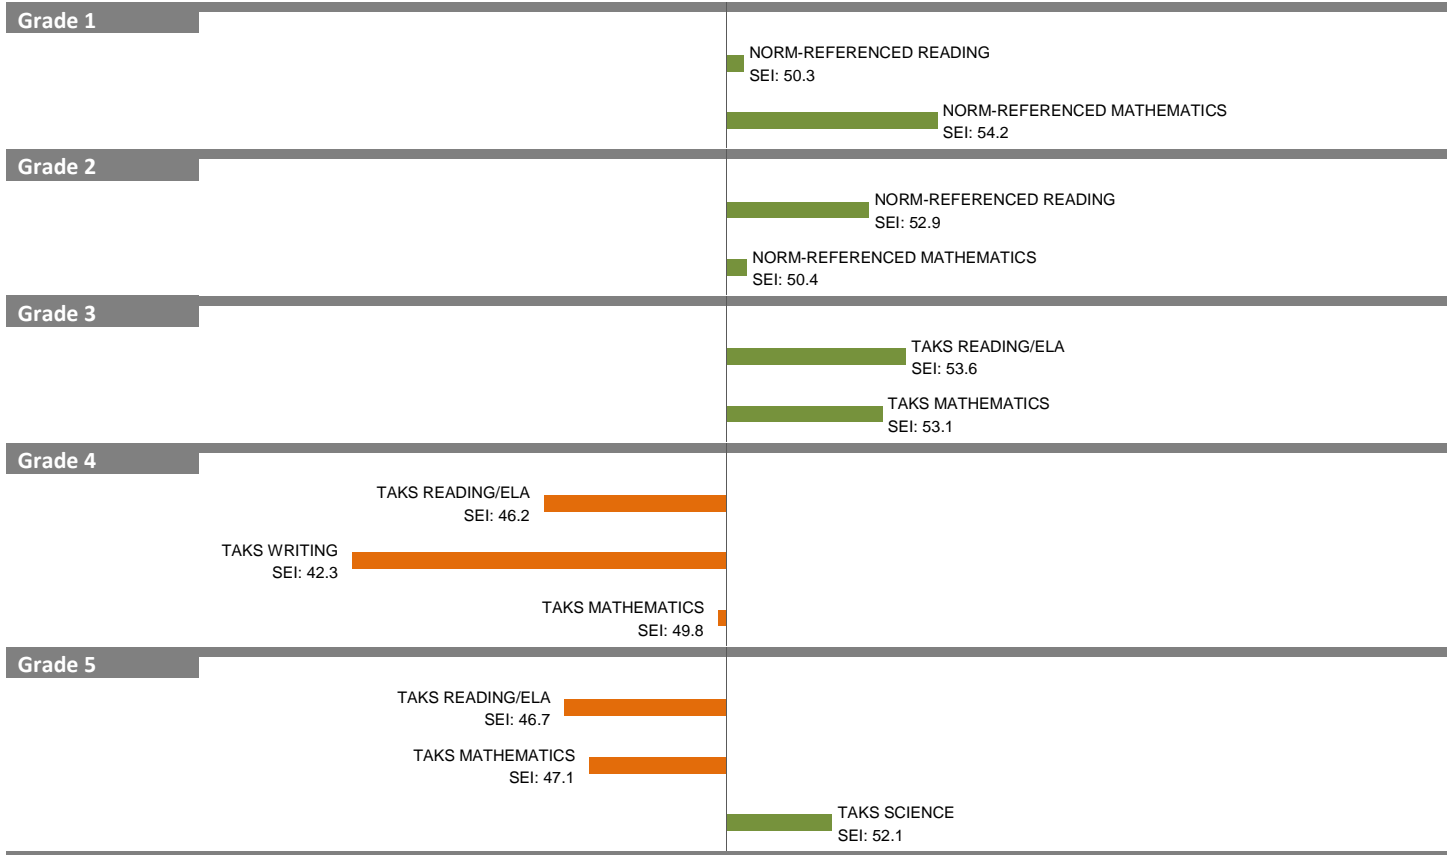 Grade 1
NORM-REFERENCED READING
SEI: 50.3
NORM-REFERENCED MATHEMATICS
SEI: 54.2
Grade 2
NORM-REFERENCED READING
SEI: 52.9
NORM-REFERENCED MATHEMATICS
SEI: 50.4
Grade 3
TAKS READING/ELA
SEI: 53.6
TAKS MATHEMATICS
SEI: 53.1
Grade 4
TAKS READING/ELA
SEI: 46.2
TAKS WRITING
SEI: 42.3
TAKS MATHEMATICS
SEI: 49.8
Grade 5
TAKS READING/ELA
SEI: 46.7
TAKS MATHEMATICS
SEI: 47.1
TAKS SCIENCE
SEI: 52.1